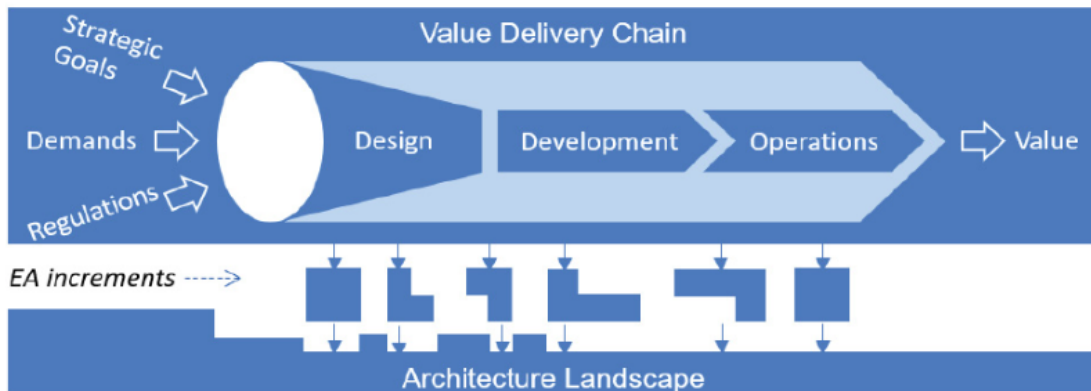 Value Delivery Chain
Strategic
Goals
Demands
Regulations
Design
Development
Operations
Value
EA increments
Architecture Landscape